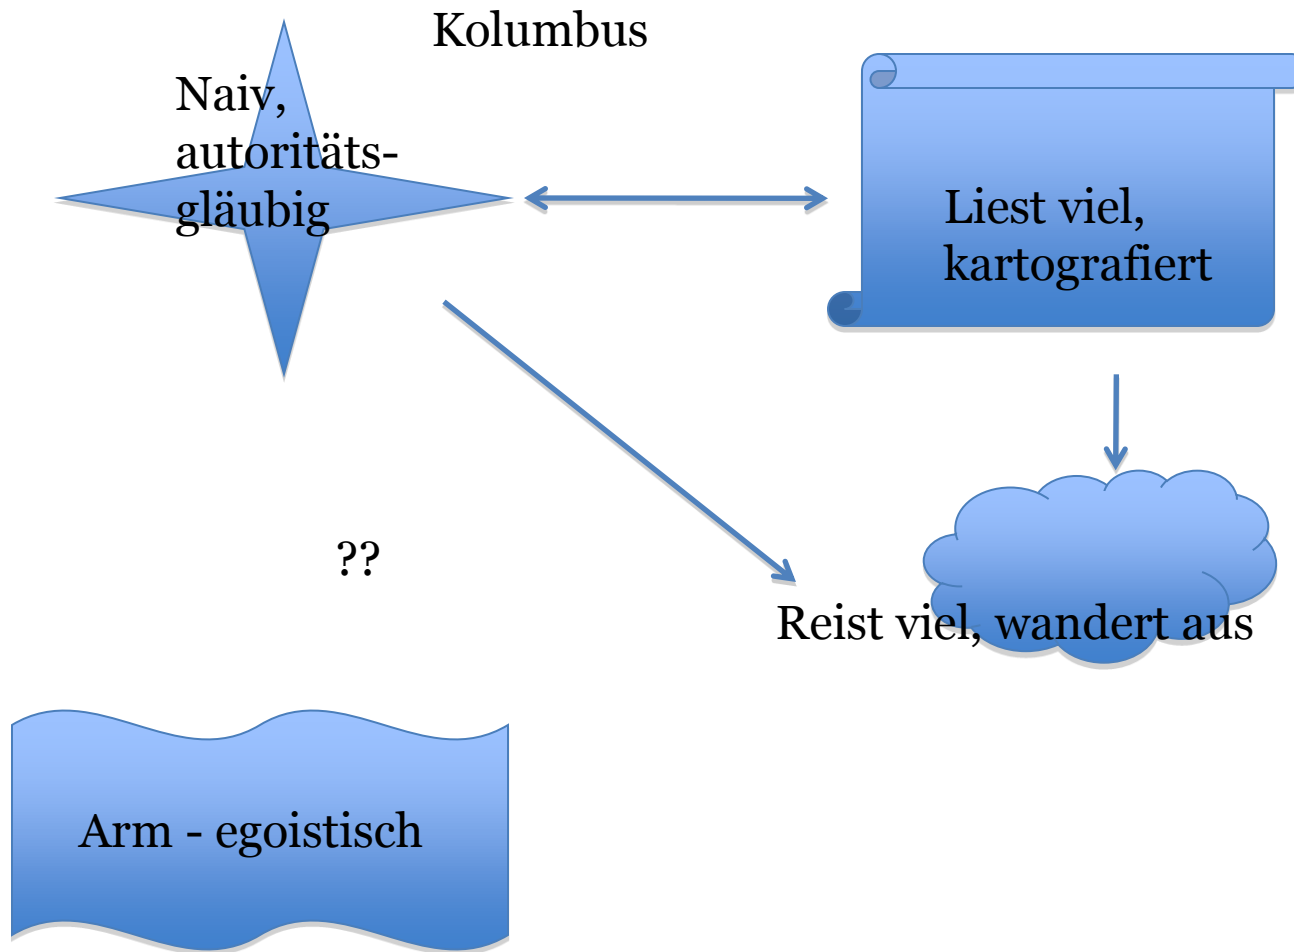 Kolumbus
Naiv,
autoritäts-
gläubig
Liest viel,
kartografiert
??
Reist viel, wandert aus
Arm - egoistisch